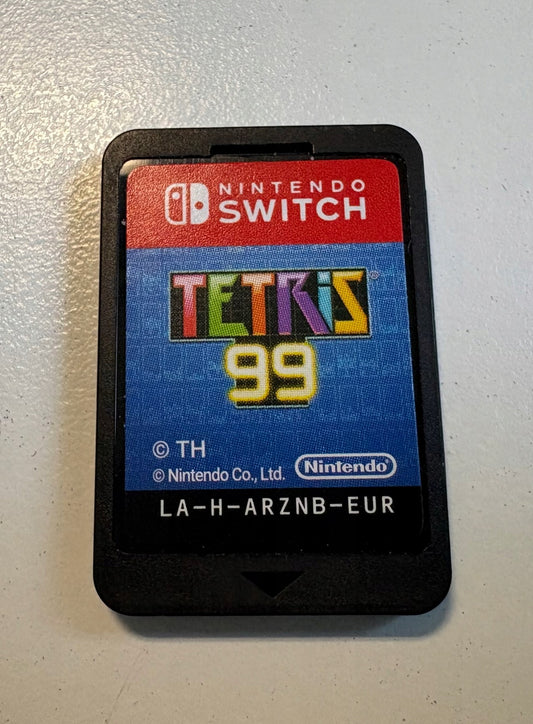 NINTENDO
SWITCH
TETRIS®
99
© TH
© Nintendo Co., Ltd.
Nintendo®
LA-H-ARZNB-EUR